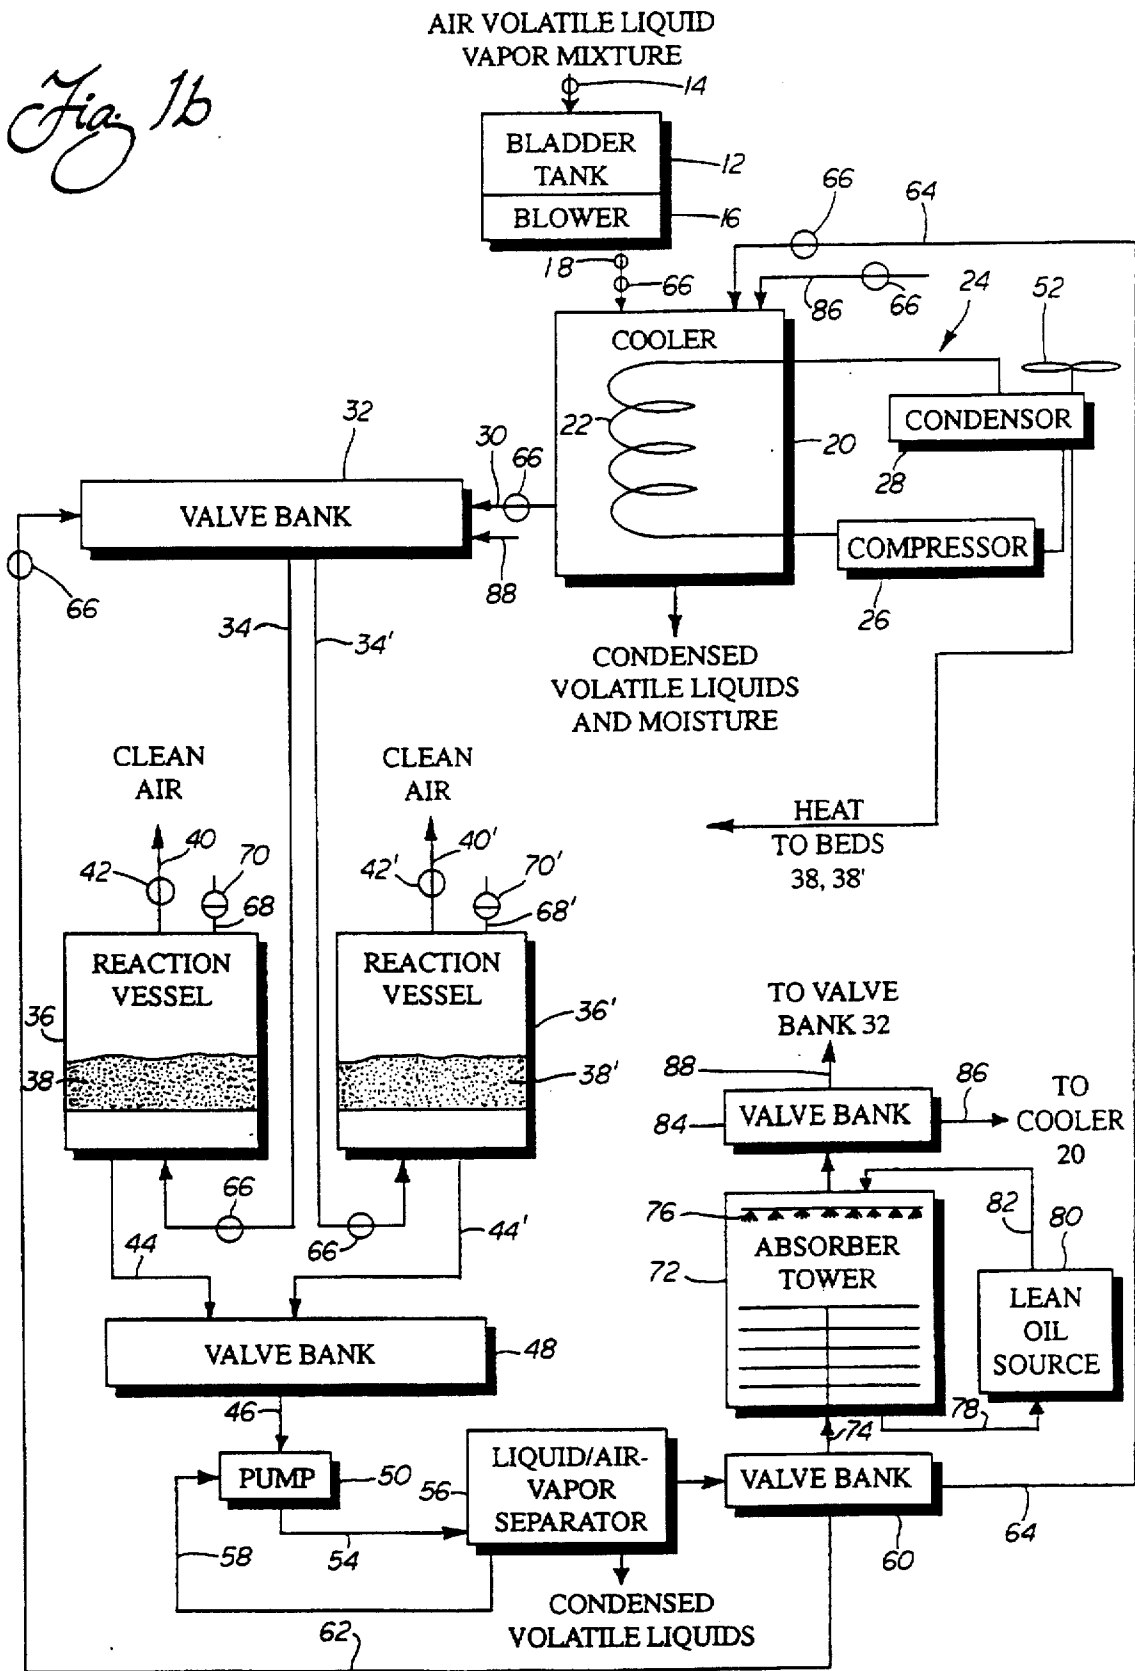 AIR VOLATILE LIQUID
VAPOR MIXTURE
Fig. 1b
14
BLADDER
TANK
12
BLOWER
16
18
66
66
64
86
66
24
52
COOLER
22
20
CONDENSOR
28
COMPRESSOR
26
32
30
66
VALVE BANK
88
66
34
34'
CONDENSED
VOLATILE LIQUIDS
AND MOISTURE
CLEAN
AIR
CLEAN
AIR
HEAT
TO BEDS
38, 38'
40
42
70
68
40'
42'
70'
68'
REACTION
VESSEL
REACTION
VESSEL
36
36'
38
38'
TO VALVE
BANK 32
88
VALVE BANK
84
86
TO
COOLER
20
66
66
44
44'
76
72
ABSORBER
TOWER
82
80
LEAN
OIL
SOURCE
78
74
VALVE BANK
48
46
PUMP
50
56
LIQUID/AIR-
VAPOR
SEPARATOR
VALVE BANK
60
64
58
54
CONDENSED
VOLATILE LIQUIDS
62